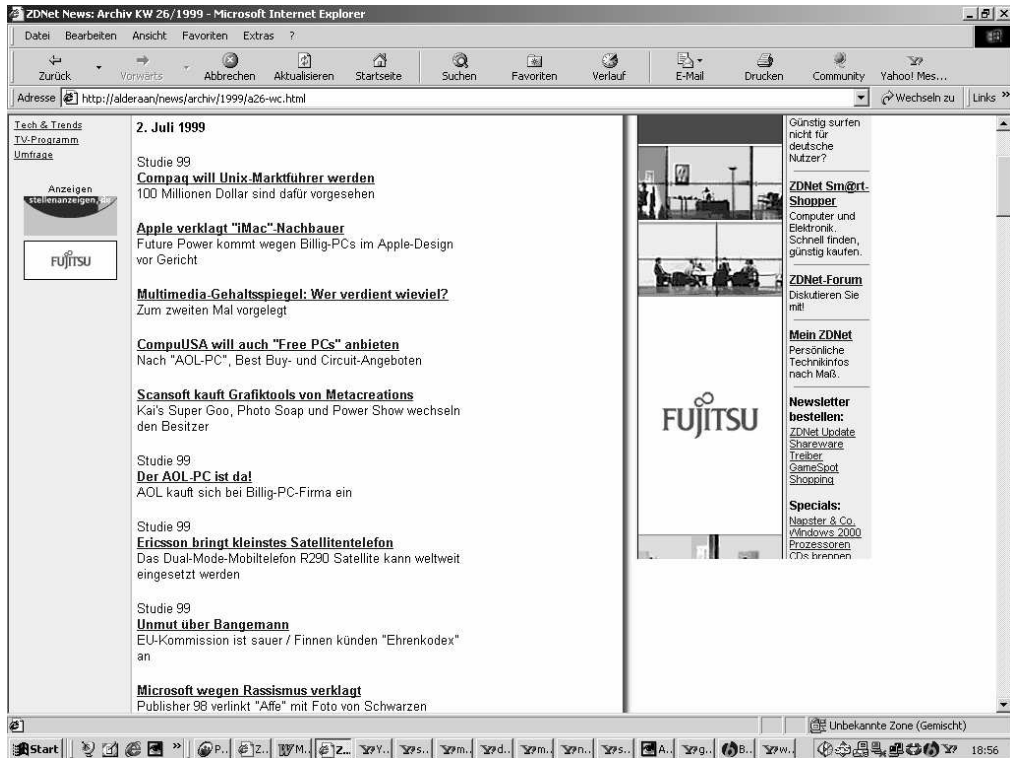 ZDNet News: Archiv KW 26/1999 - Microsoft Internet Explorer
Datei Bearbeiten Ansicht Favoriten Extras ?
Zurück Vorwärts Abbrechen Aktualisieren Startseite Suchen Favoriten Verlauf E-Mail Drucken Community Yahoo! Mes...
Adresse http://alderaan/news/archiv/1999/a26-wc.html Wechseln zu Links »
Tech & Trends
TV-Programm
Umfrage
Anzeigen
stellenanzeigen.de
FUJITSU
2. Juli 1999
Studie 99
Compaq will Unix-Marktführer werden
100 Millionen Dollar sind dafür vorgesehen
Apple verklagt "iMac"-Nachbauer
Future Power kommt wegen Billig-PCs im Apple-Design
vor Gericht
Multimedia-Gehaltsspiegel: Wer verdient wieviel?
Zum zweiten Mal vorgelegt
CompuUSA will auch "Free PCs" anbieten
Nach "AOL-PC", Best Buy- und Circuit-Angeboten
Scansoft kauft Grafiktools von Metacreations
Kai's Super Goo, Photo Soap und Power Show wechseln
den Besitzer
Studie 99
Der AOL-PC ist da!
AOL kauft sich bei Billig-PC-Firma ein
Studie 99
Ericsson bringt kleinstes Satellitentelefon
Das Dual-Mode-Mobiltelefon R290 Satellite kann weltweit
eingesetzt werden
Studie 99
Unmut über Bangemann
EU-Kommission ist sauer / Finnen künden "Ehrenkodex"
an
Microsoft wegen Rassismus verklagt
Publisher 98 verlinkt "Affe" mit Foto von Schwarzen
FUJITSU
Günstig surfen
nicht für
deutsche
Nutzer?
ZDNet Sm@rt-
Shopper
Computer und
Elektronik.
Schnell finden,
günstig kaufen.
ZDNet-Forum
Diskutieren Sie
mit!
Mein ZDNet
Persönliche
Technikinfos
nach Maß.
Newsletter
bestellen:
ZDNet Update
Shareware
Treiber
GameSpot
Shopping
Specials:
Napster & Co.
Windows 2000
Prozessoren
CDs brennen
Unbekannte Zone (Gemischt)
Start » P.. Z.. M.. Z... Y.. s.. m.. d.. m.. n.. s.. A.. g.. B.. w.. 18:56